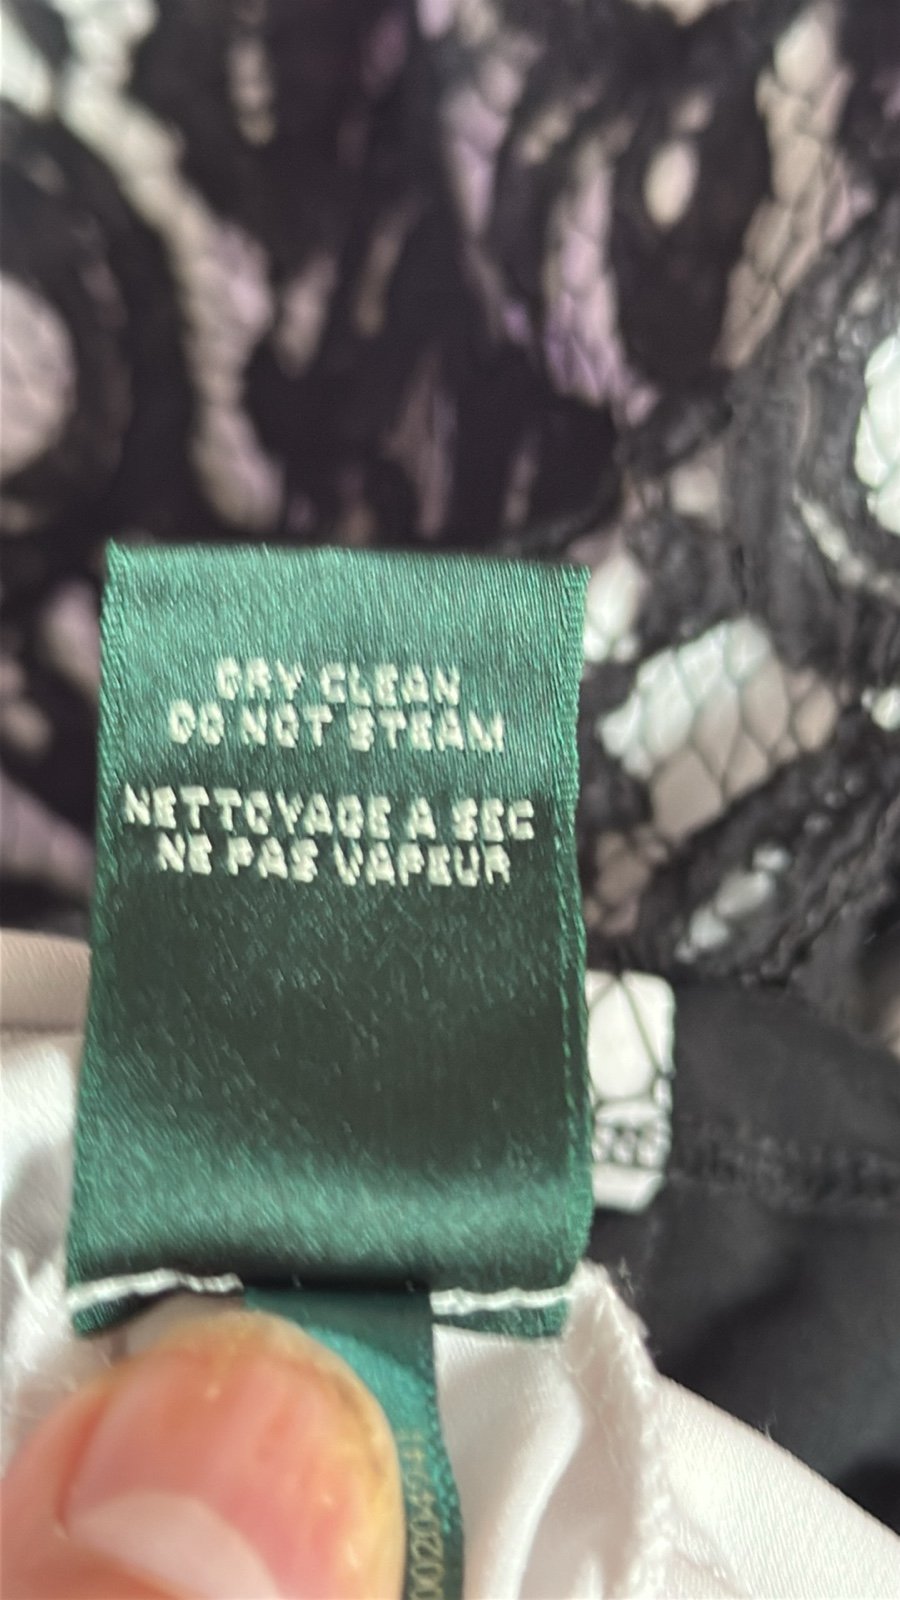 DRY CLEAN
DO NOT STEAM
NETTOYAGE A SEC
NE PAS VAPEUR